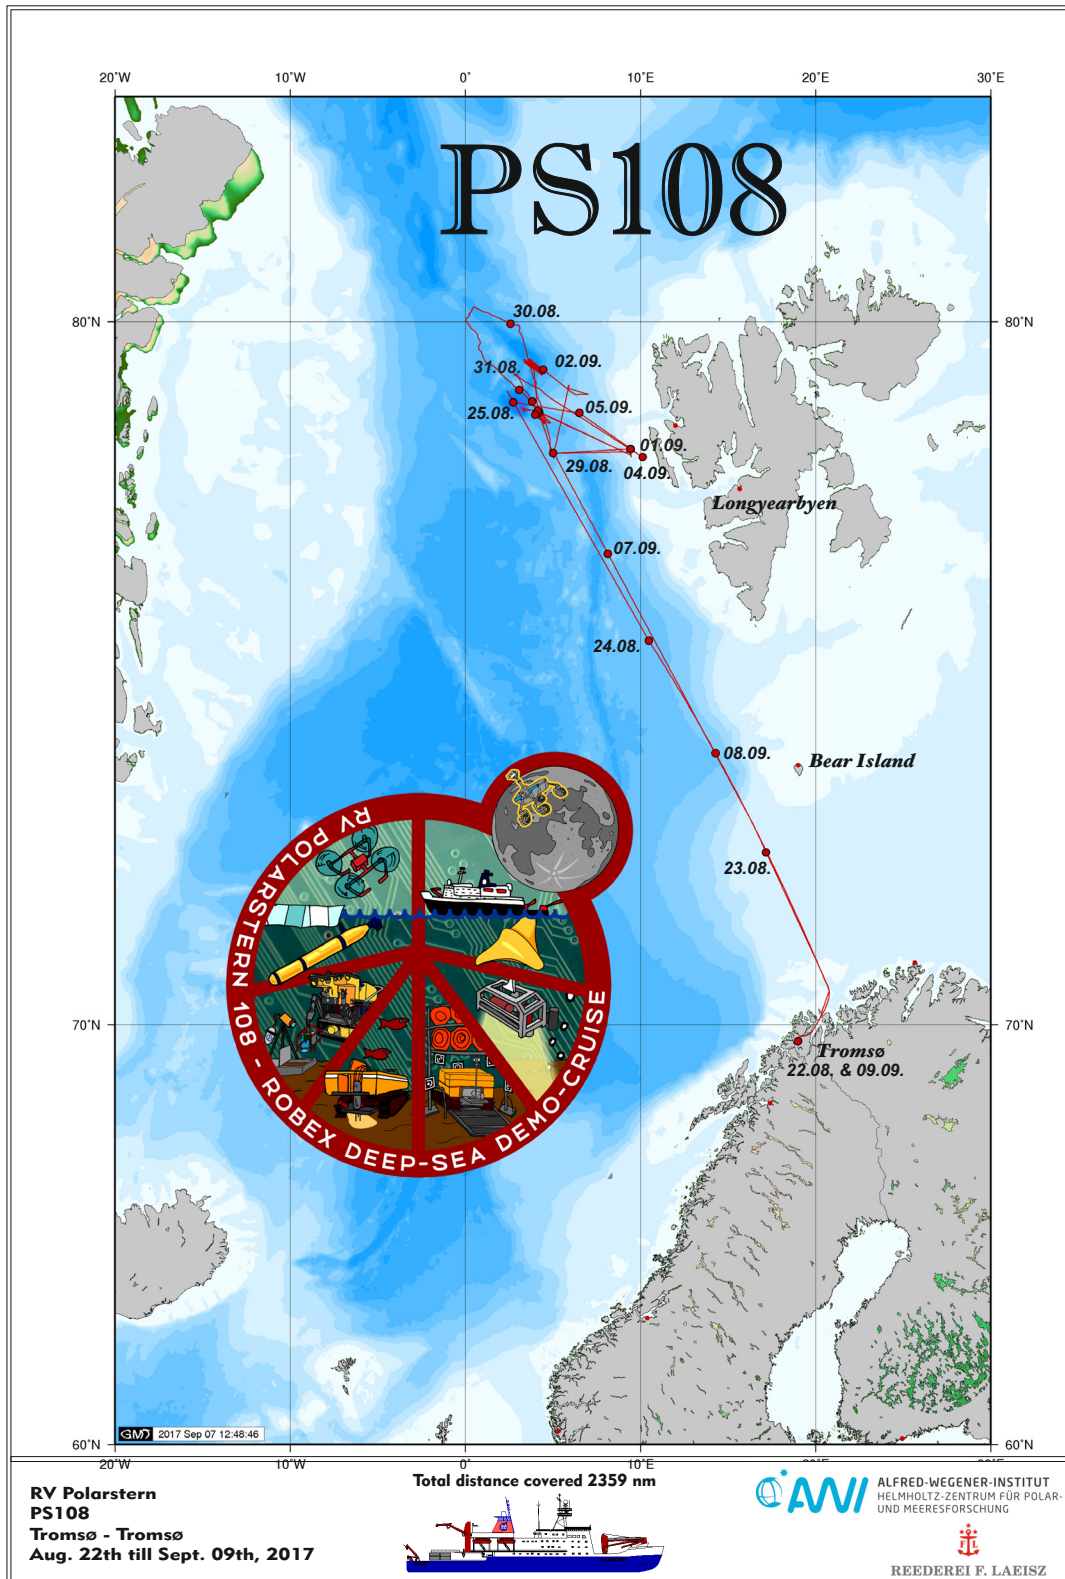 20°W 10°W 0° 10°E 20°E 30°E
PS108
80°N 80°N
30.08.
02.09.
31.08.
25.08.
05.09.
01.09.
29.08.
04.09.
Longyearbyen
07.09.
24.08.
08.09.
Bear Island
23.08.
RV POLARSTERN 108 - ROBEX DEEP-SEA DEMO-CRUISE
70°N 70°N
Tromsø
22.08. & 09.09.
GMT 2017 Sep 07 12:48:46
60°N 60°N
20°W 10°W 0° 10°E 20°E 30°E
Total distance covered 2359 nm
RV Polarstern
PS108
Tromsø - Tromsø
Aug. 22th till Sept. 09th, 2017
AWI
ALFRED-WEGENER-INSTITUT
HELMHOLTZ-ZENTRUM FÜR POLAR-
UND MEERESFORSCHUNG
F L
REEDEREI F. LAEISZ